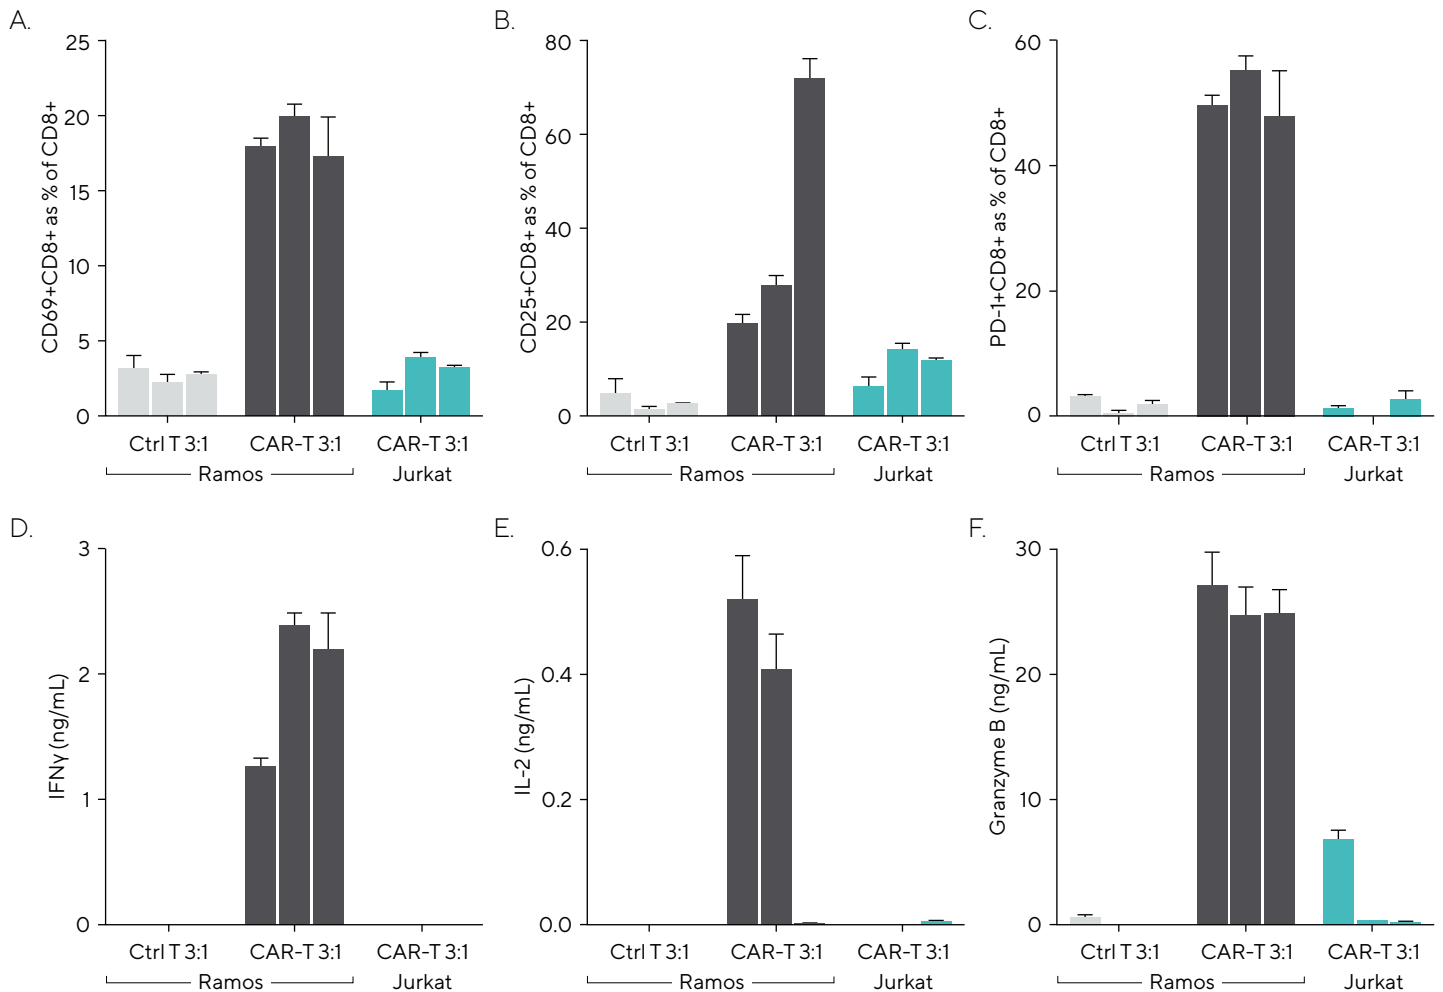 A.
CD69+CD8+ as % of CD8+
25
20
15
10
5
0
Ctrl T 3:1
CAR-T 3:1
CAR-T 3:1
Ramos
Jurkat
B.
CD25+CD8+ as % of CD8+
80
60
40
20
0
Ctrl T 3:1
CAR-T 3:1
CAR-T 3:1
Ramos
Jurkat
C.
PD-1+CD8+ as % of CD8+
60
40
20
0
Ctrl T 3:1
CAR-T 3:1
CAR-T 3:1
Ramos
Jurkat
D.
IFNγ (ng/mL)
3
2
1
0
Ctrl T 3:1
CAR-T 3:1
CAR-T 3:1
Ramos
Jurkat
E.
IL-2 (ng/mL)
0.6
0.4
0.2
0.0
Ctrl T 3:1
CAR-T 3:1
CAR-T 3:1
Ramos
Jurkat
F.
Granzyme B (ng/mL)
30
20
10
0
Ctrl T 3:1
CAR-T 3:1
CAR-T 3:1
Ramos
Jurkat